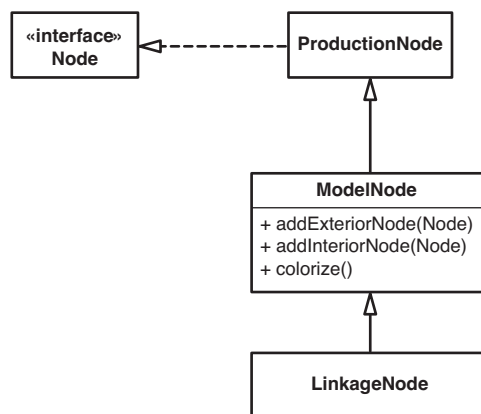 «interface»
Node
ProductionNode
ModelNode
+ addExteriorNode(Node)
+ addInteriorNode(Node)
+ colorize()
LinkageNode